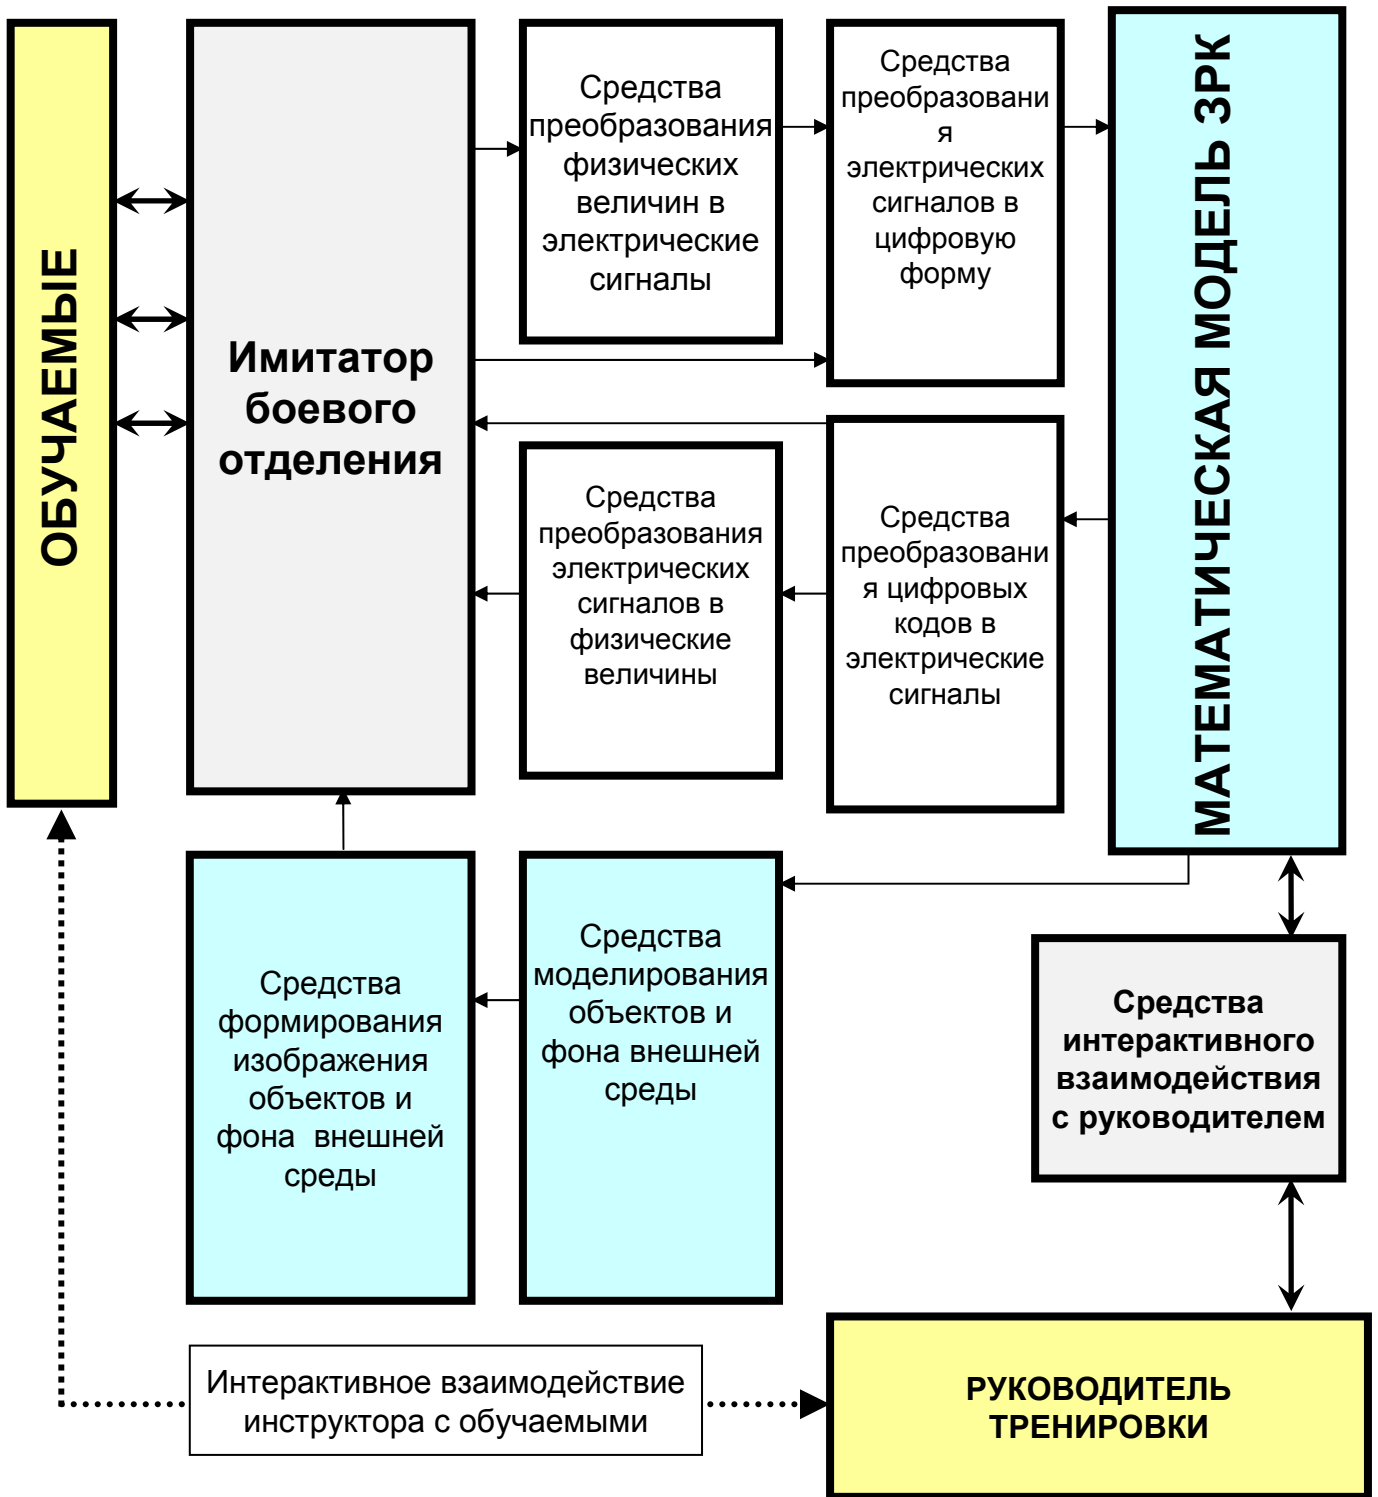 ОБУЧАЕМЫЕ
Имитатор
боевого
отделения
Средства
преобразования
физических
величин в
электрические
сигналы
Средства
преобразовани
я
электрических
сигналов в
цифровую
форму
МАТЕМАТИЧЕСКАЯ МОДЕЛЬ ЗРК
Средства
преобразования
электрических
сигналов в
физические
величины
Средства
преобразовани
я цифровых
кодов в
электрические
сигналы
Средства
формирования
изображения
объектов и
фона внешней
среды
Средства
моделирования
объектов и
фона внешней
среды
Средства
интерактивного
взаимодействия
с руководителем
Интерактивное взаимодействие
инструктора с обучаемыми
РУКОВОДИТЕЛЬ
ТРЕНИРОВКИ